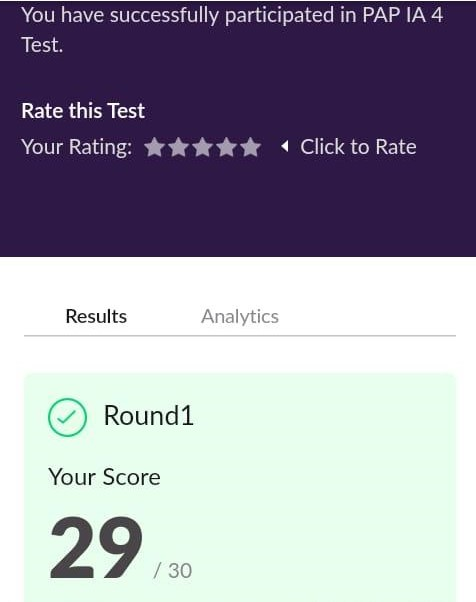 You have successfully participated in PAP IA 4
Test.
Rate this Test
Your Rating: Click to Rate
Results Analytics
Round1
Your Score
29 / 30